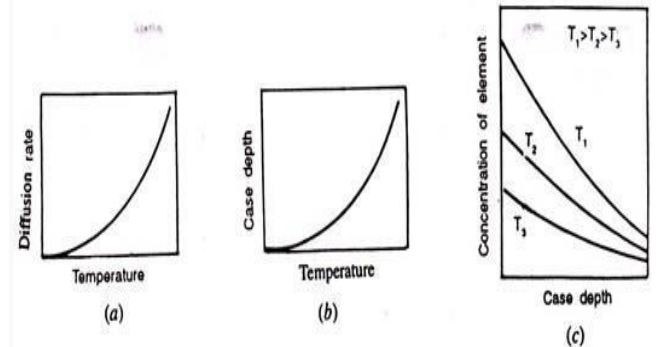 Diffusion rate
Temperature
(a)
Case depth
Temperature
(b)
Concentration of element
T₁>T₂>T₃
T₁
T₂
T₃
Case depth
(c)